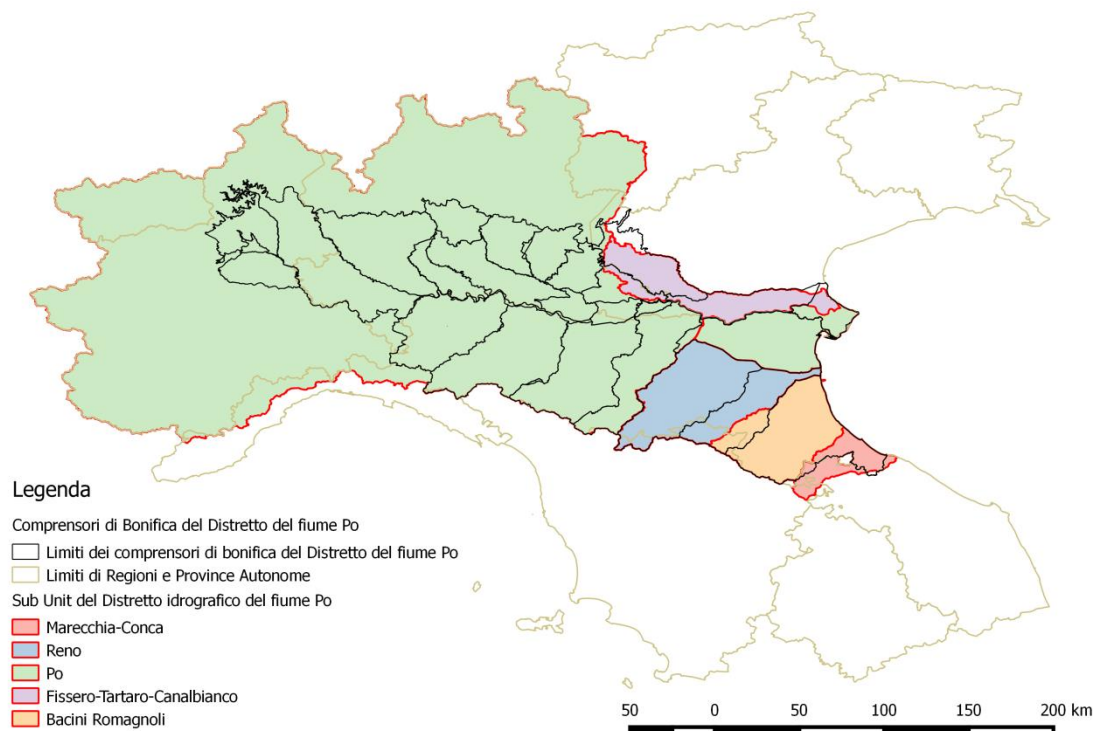 Legenda
Comprensori di Bonifica del Distretto del fiume Po
Limiti dei comprensori di bonifica del Distretto del fiume Po
Limiti di Regioni e Province Autonome
Sub Unit del Distretto idrografico del fiume Po
Marecchia-Conca
Reno
Po
Fissero-Tartaro-Canalbianco
Bacini Romagnoli
50 0 50 100 150 200 km